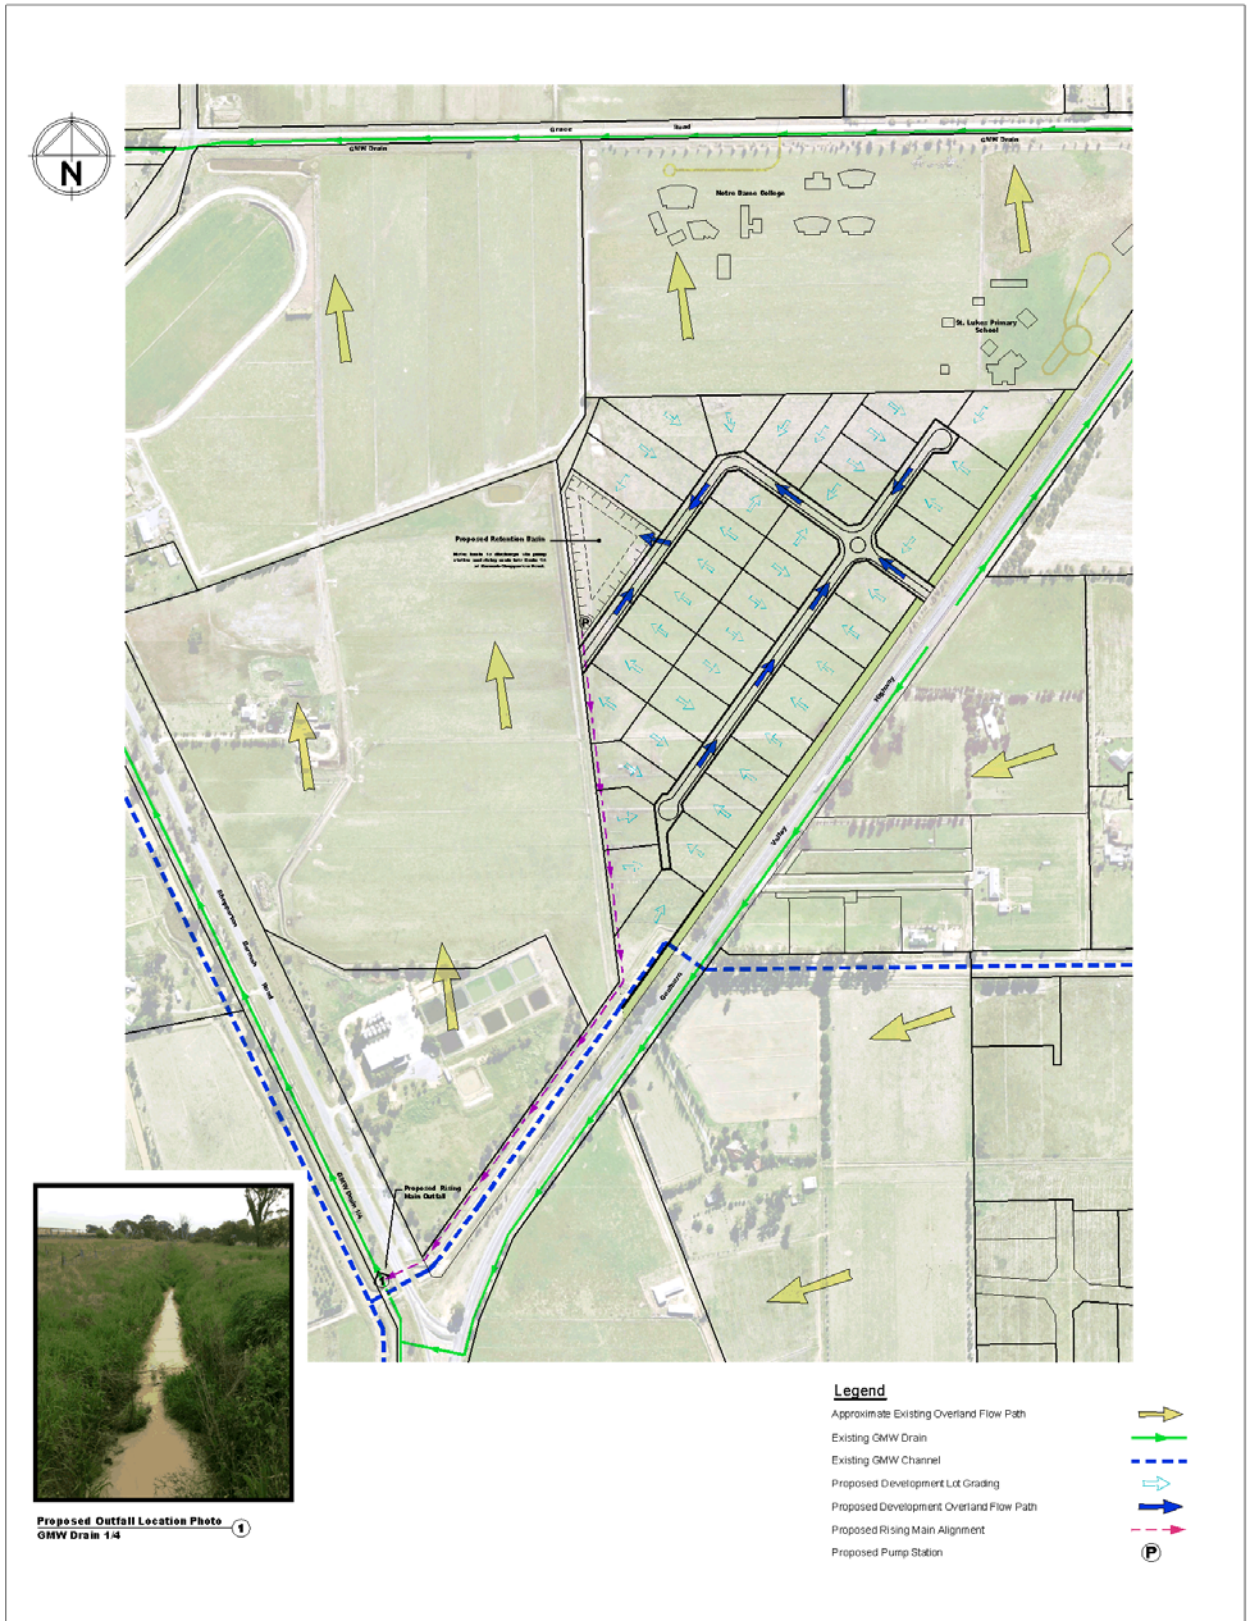 Grace Road
GMW Drain
GMW Drain
N
Notre Dame College
St. Lukes Primary
School
Proposed Retention Basin
P
Highway
Valley
Goulburn
Shepparton Barmah Road
GMW Drain 1/4
Proposed Rising
Main Outfall
1
Proposed Outfall Location Photo 1
GMW Drain 1/4
Legend
Approximate Existing Overland Flow Path
Existing GMW Drain
Existing GMW Channel
Proposed Development Lot Grading
Proposed Development Overland Flow Path
Proposed Rising Main Alignment
Proposed Pump Station P